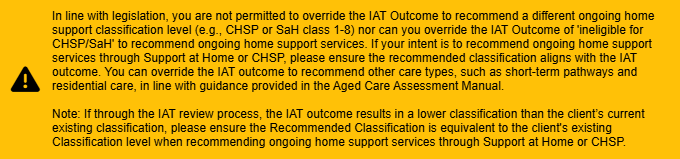 In line with legislation, you are not permitted to override the IAT Outcome to recommend a different ongoing home
support classification level (e.g., CHSP or SaH class 1-8) nor can you override the IAT Outcome of 'ineligible for
CHSP/SaH' to recommend ongoing home support services. If your intent is to recommend ongoing home support
services through Support at Home or CHSP, please ensure the recommended classification aligns with the IAT
outcome. You can override the IAT outcome to recommend other care types, such as short-term pathways and
residential care, in line with guidance provided in the Aged Care Assessment Manual.

Note: If through the IAT review process, the IAT outcome results in a lower classification than the client's current
existing classification, please ensure the Recommended Classification is equivalent to the client's existing
Classification level when recommending ongoing home support services through Support at Home or CHSP.